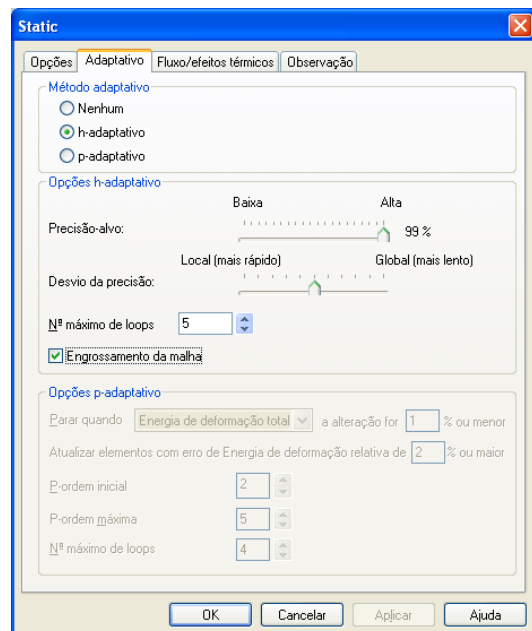 Static
Opções Adaptativo Fluxo/efeitos térmicos Observação
Método adaptativo
Nenhum
h-adaptativo
p-adaptativo
Opções h-adaptativo
Baixa Alta
Precisão-alvo: 99 %
Local (mais rápido) Global (mais lento)
Desvio da precisão:
Nº máximo de loops 5
Engrossamento da malha
Opções p-adaptativo
Parar quando Energia de deformação total a alteração for 1 % ou menor
Atualizar elementos com erro de Energia de deformação relativa de 2 % ou maior
P-ordem inicial 2
P-ordem máxima 5
Nº máximo de loops 4
OK Cancelar Aplicar Ajuda